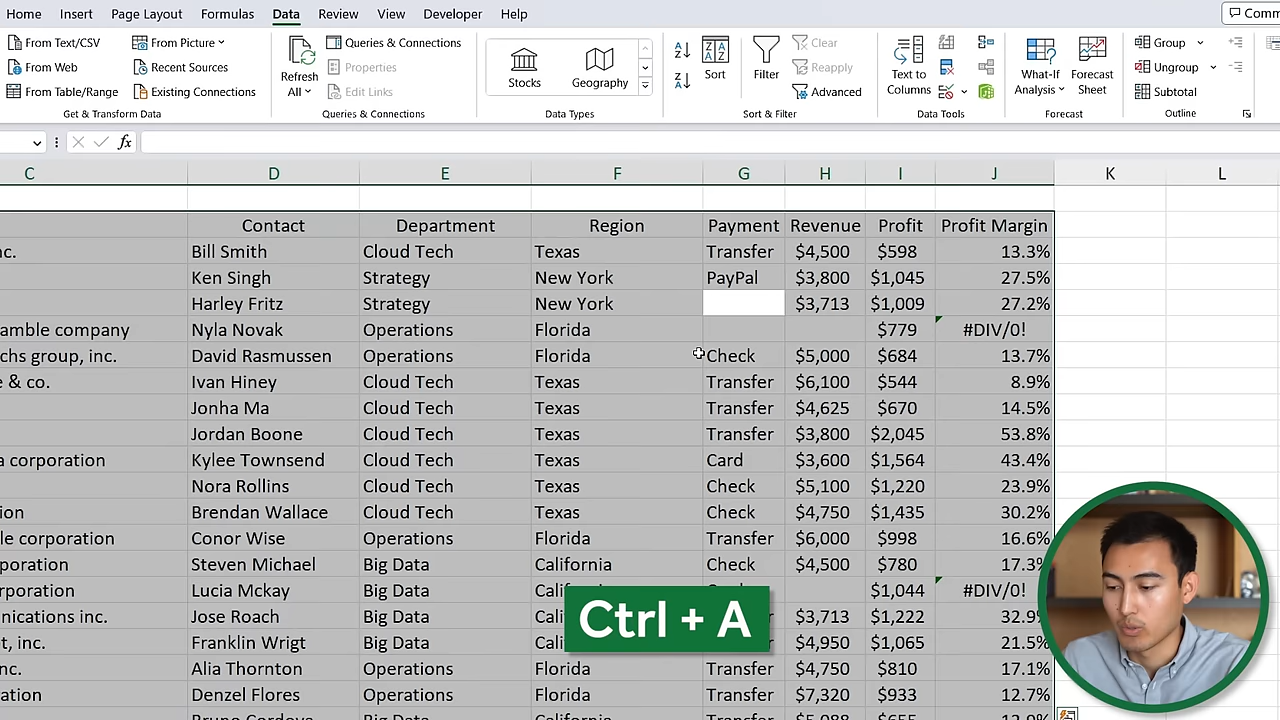 Home Insert Page Layout Formulas Data Review View Developer Help Comm
From Text/CSV From Picture Queries & Connections Clear Group
From Web Recent Sources Properties Reapply Ungroup
From Table/Range Existing Connections Edit Links Advanced Subtotal
Refresh All Stocks Geography Sort Filter Text to Columns What-If Analysis Forecast Sheet
Get & Transform Data Queries & Connections Data Types Sort & Filter Data Tools Forecast Outline
fx
C D E F G H I J K L
Contact Department Region Payment Revenue Profit Profit Margin
nc. Bill Smith Cloud Tech Texas Transfer $4,500 $598 13.3%
Ken Singh Strategy New York PayPal $3,800 $1,045 27.5%
Harley Fritz Strategy New York $3,713 $1,009 27.2%
amble company Nyla Novak Operations Florida $779 #DIV/0!
chs group, inc. David Rasmussen Operations Florida Check $5,000 $684 13.7%
e & co. Ivan Hiney Cloud Tech Texas Transfer $6,100 $544 8.9%
Jonha Ma Cloud Tech Texas Transfer $4,625 $670 14.5%
Jordan Boone Cloud Tech Texas Transfer $3,800 $2,045 53.8%
a corporation Kylee Townsend Cloud Tech Texas Card $3,600 $1,564 43.4%
Nora Rollins Cloud Tech Texas Check $5,100 $1,220 23.9%
ion Brendan Wallace Cloud Tech Texas Check $4,750 $1,435 30.2%
le corporation Conor Wise Operations Florida Transfer $6,000 $998 16.6%
rporation Steven Michael Big Data California Check $4,500 $780 17.3%
orporation Lucia Mckay Big Data $1,044 #DIV/0!
Ctrl + A
nunications inc. Jose Roach Big Data $3,713 $1,222 32.9%
t, inc. Franklin Wrigt Big Data $4,950 $1,065 21.5%
nc. Alia Thornton Operations Florida Transfer $4,750 $810 17.1%
ration Denzel Flores Operations Florida Transfer $7,320 $933 12.7%